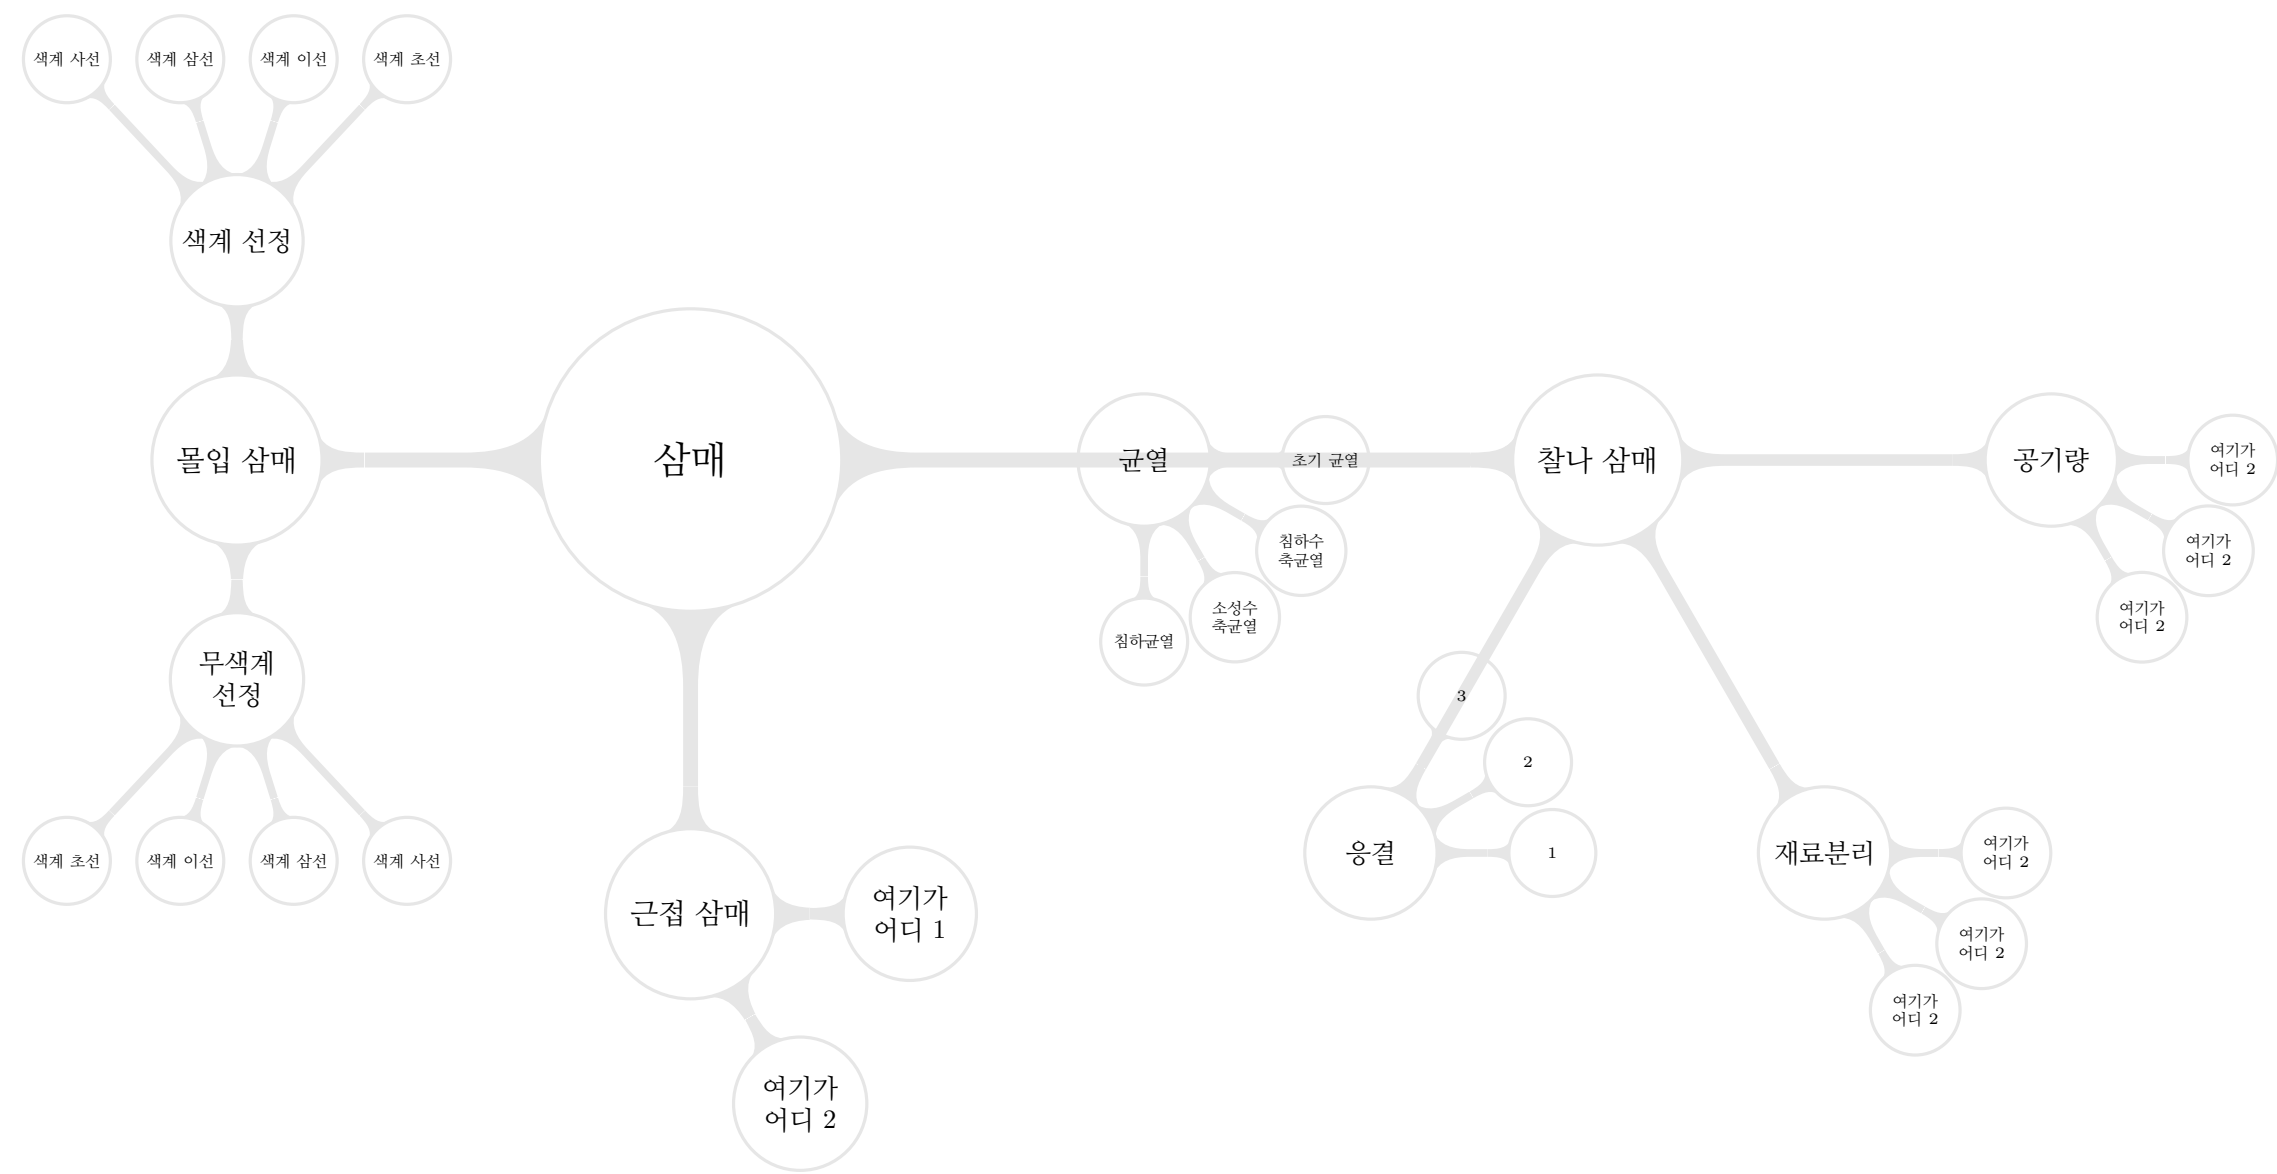 색계 사선
색계 삼선
색계 이선
색계 초선
색계 선정
몰입 삼매
삼매
균열
초기 균열
찰나 삼매
공기량
여기가
어디 2
침하수
축균열
여기가
어디 2
소성수
축균열
여기가
어디 2
침하균열
무색계
선정
3
2
색계 초선
색계 이선
색계 삼선
색계 사선
응결
1
재료분리
여기가
어디 2
근접 삼매
여기가
어디 1
여기가
어디 2
여기가
어디 2
여기가
어디 2